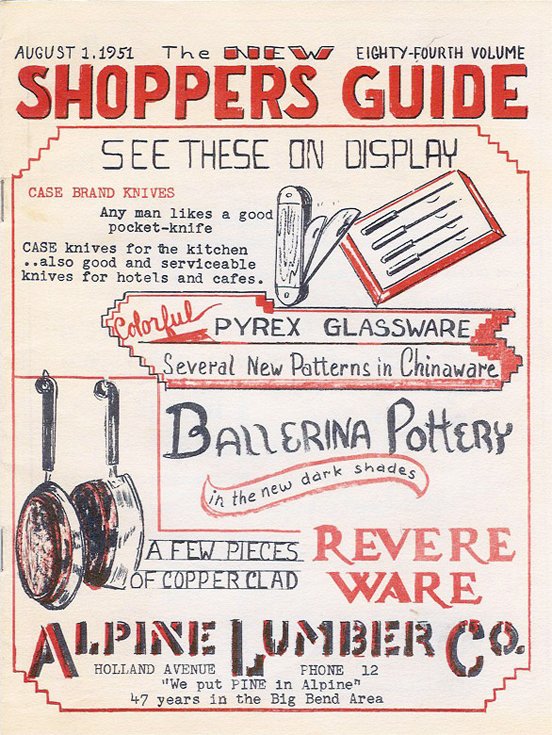 AUGUST 1, 1951 The NEW EIGHTY-FOURTH VOLUME
SHOPPERS GUIDE
SEE THESE ON DISPLAY
CASE BRAND KNIVES
Any man likes a good
pocket-knife
CASE knives for the kitchen
..also good and serviceable
knives for hotels and cafes.
Colorful PYREX GLASSWARE
Several New Patterns in Chinaware
BALLERINA POTTERY
in the new dark shades
A FEW PIECES
OF COPPER CLAD
REVERE
WARE
ALPINE LUMBER CO.
HOLLAND AVENUE PHONE 12
"We put PINE in Alpine"
47 years in the Big Bend Area